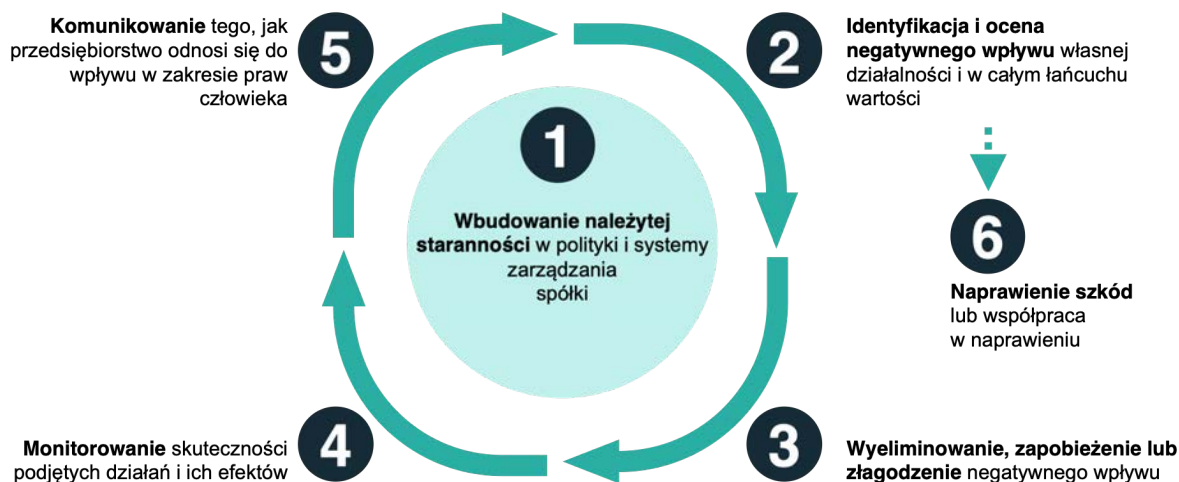 1
Wbudowanie należytej
staranności w polityki i systemy
zarządzania
spółki
2
Identyfikacja i ocena
negatywnego wpływu własnej
działalności i w całym łańcuchu
wartości
3
Wyeliminowanie, zapobieżenie lub
złagodzenie negatywnego wpływu
4
Monitorowanie skuteczności
podjętych działań i ich efektów
5
Komunikowanie tego, jak
przedsiębiorstwo odnosi się do
wpływu w zakresie praw
człowieka
6
Naprawienie szkód
lub współpraca
w naprawieniu